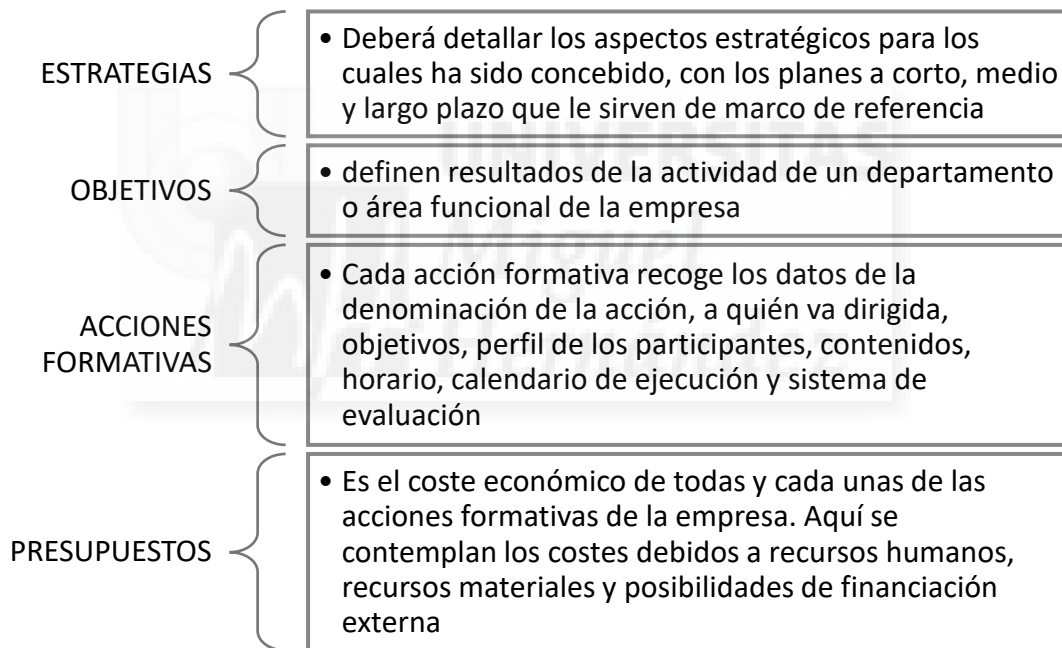 ESTRATEGIAS
• Deberá detallar los aspectos estratégicos para los
cuales ha sido concebido, con los planes a corto, medio
y largo plazo que le sirven de marco de referencia
OBJETIVOS
• definen resultados de la actividad de un departamento
o área funcional de la empresa
ACCIONES
FORMATIVAS
• Cada acción formativa recoge los datos de la
denominación de la acción, a quién va dirigida,
objetivos, perfil de los participantes, contenidos,
horario, calendario de ejecución y sistema de
evaluación
PRESUPUESTOS
• Es el coste económico de todas y cada unas de las
acciones formativas de la empresa. Aquí se
contemplan los costes debidos a recursos humanos,
recursos materiales y posibilidades de financiación
externa
UNIVERSITAS
Miguel
Hernández